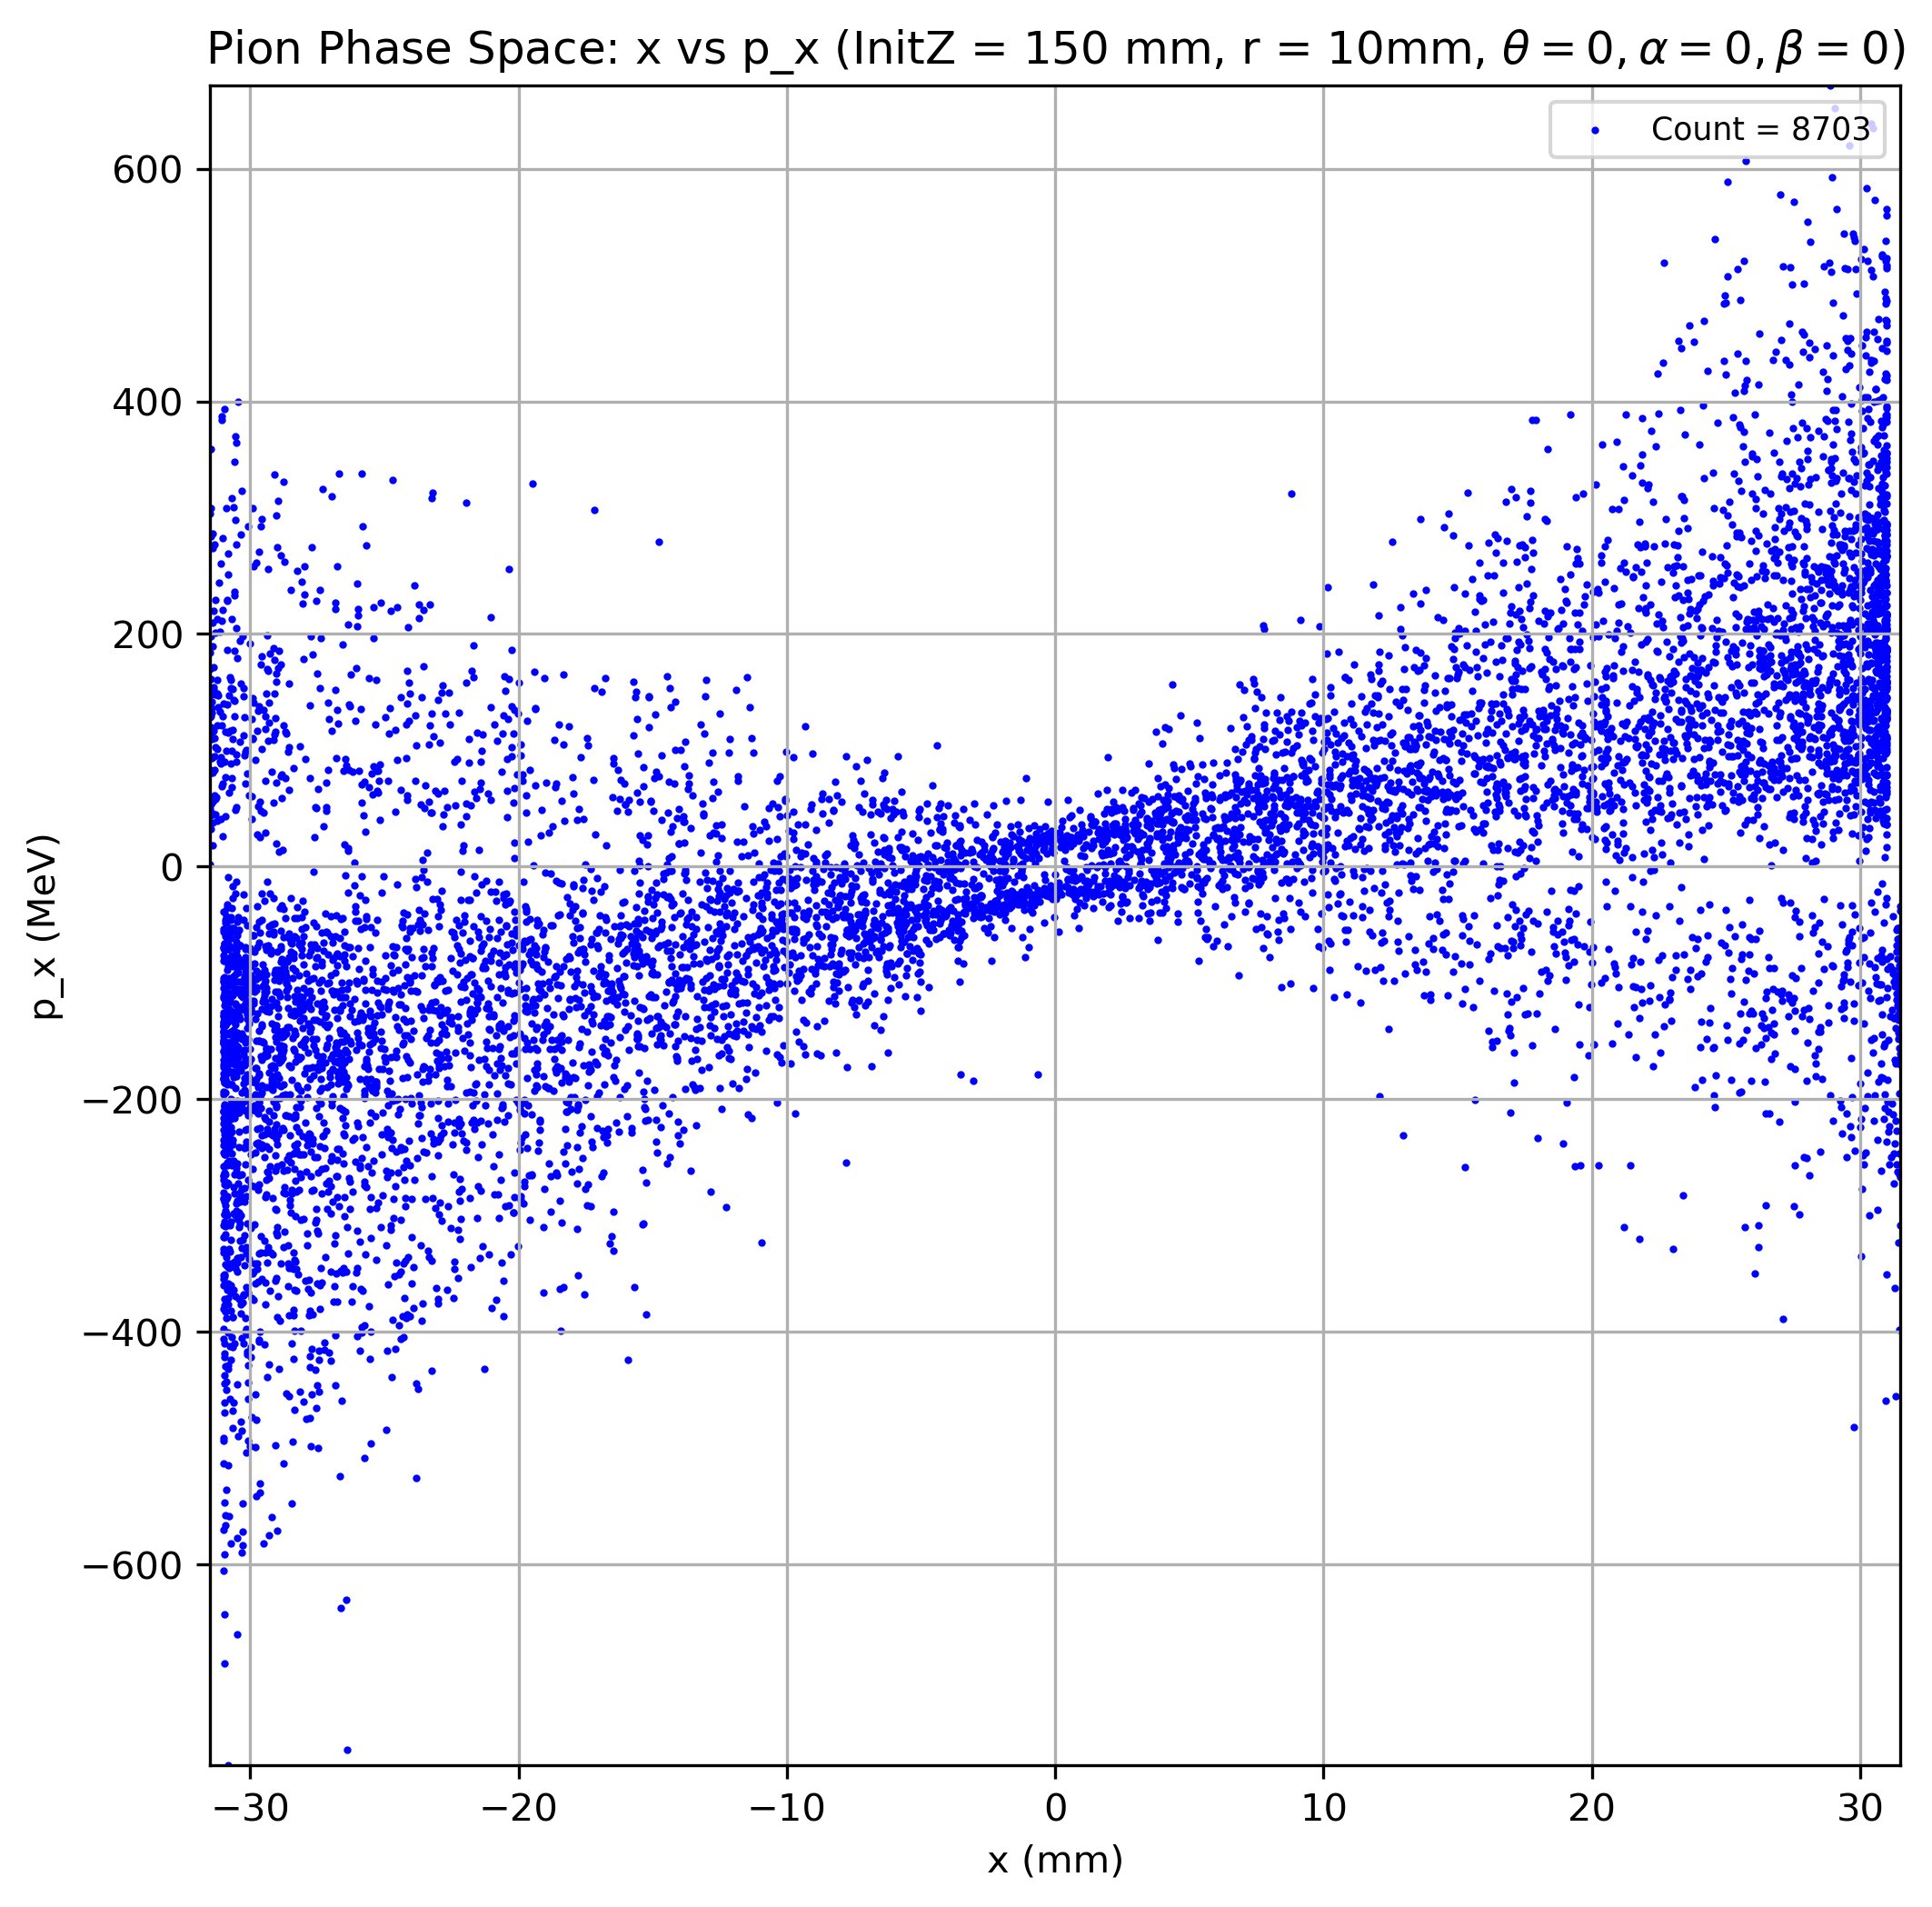 Pion Phase Space: x vs p_x (InitZ = 150 mm, r = 10mm, θ = 0, α = 0, β = 0)
Count = 8703
600
400
200
0
−200
−400
−600
p_x (MeV)
−30 −20 −10 0 10 20 30
x (mm)